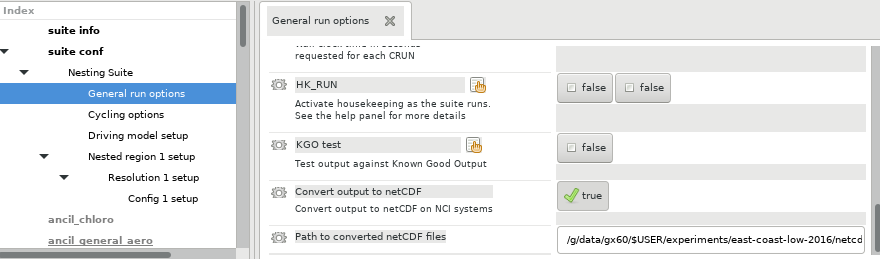 Index
suite info
suite conf
Nesting Suite
General run options
Cycling options
Driving model setup
Nested region 1 setup
Resolution 1 setup
Config 1 setup
ancil_chloro
ancil_general_aero
General run options
requested for each CRUN
HK_RUN
false
false
Activate housekeeping as the suite runs.
See the help panel for more details
KGO test
false
Test output against Known Good Output
Convert output to netCDF
true
Convert output to netCDF on NCI systems
Path to converted netCDF files
/g/data/gx60/$USER/experiments/east-coast-low-2016/netcd